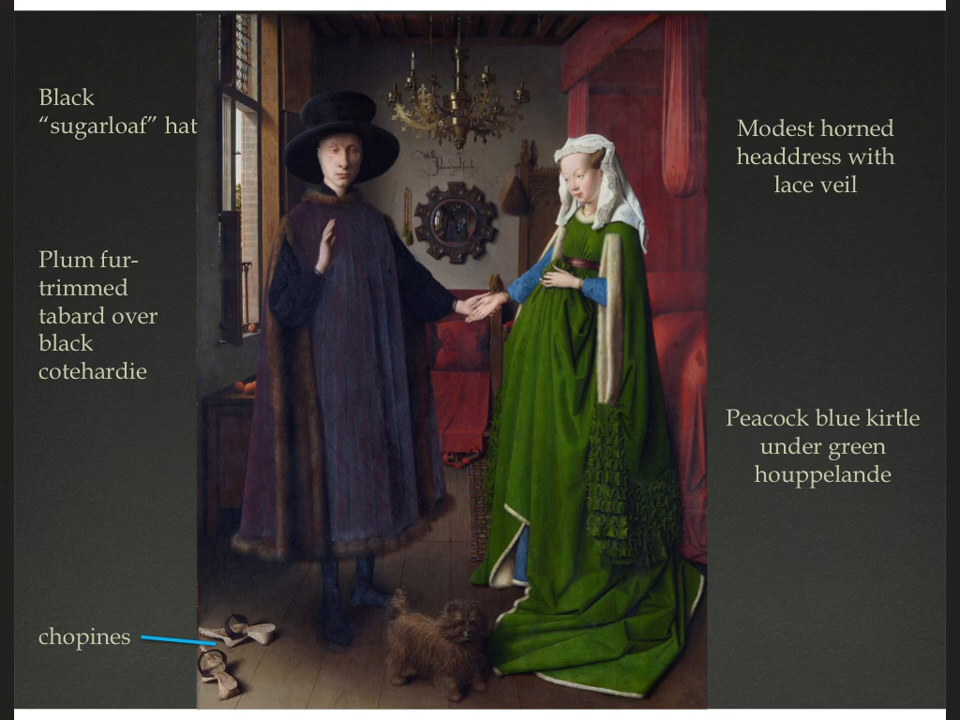 Black
“sugarloaf” hat
Plum fur-
trimmed
tabard over
black
cotehardie
chopines
Modest horned
headdress with
lace veil
Peacock blue kirtle
under green
houppelande